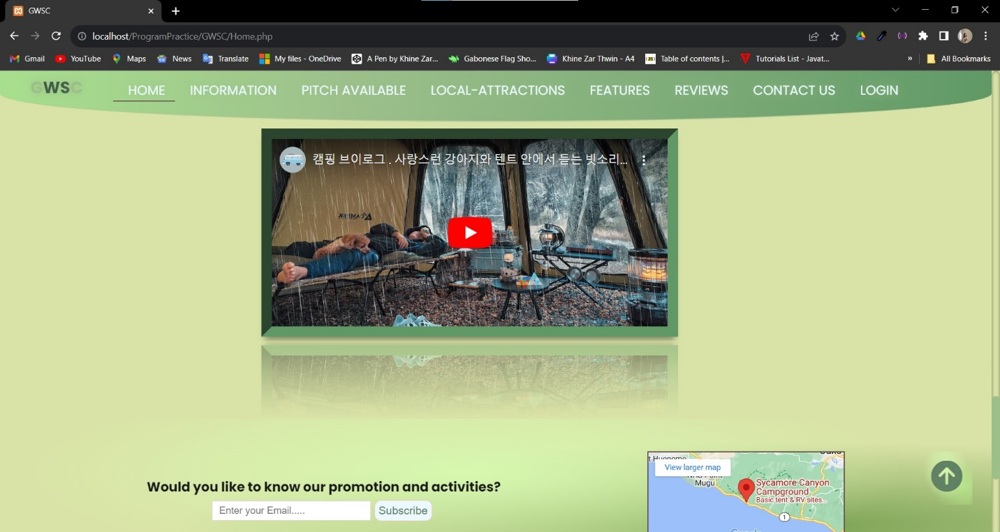 GWSC
localhost/ProgramPractice/GWSC/Home.php
Gmail YouTube Maps News Translate My files - OneDrive A Pen by Khine Zar... Gabonese Flag Sho... Khine Zar Thwin - A4 Table of contents |... Tutorials List - Javat... » All Bookmarks
GWSC HOME INFORMATION PITCH AVAILABLE LOCAL-ATTRACTIONS FEATURES REVIEWS CONTACT US LOGIN
캠핑 브이로그 . 사랑스런 강아지와 텐트 안에서 듣는 빗소리...
Would you like to know our promotion and activities?
Enter your Email..... Subscribe
View larger map
Mugu
Sycamore Canyon
Campground
Basic tent & RV sites...
1